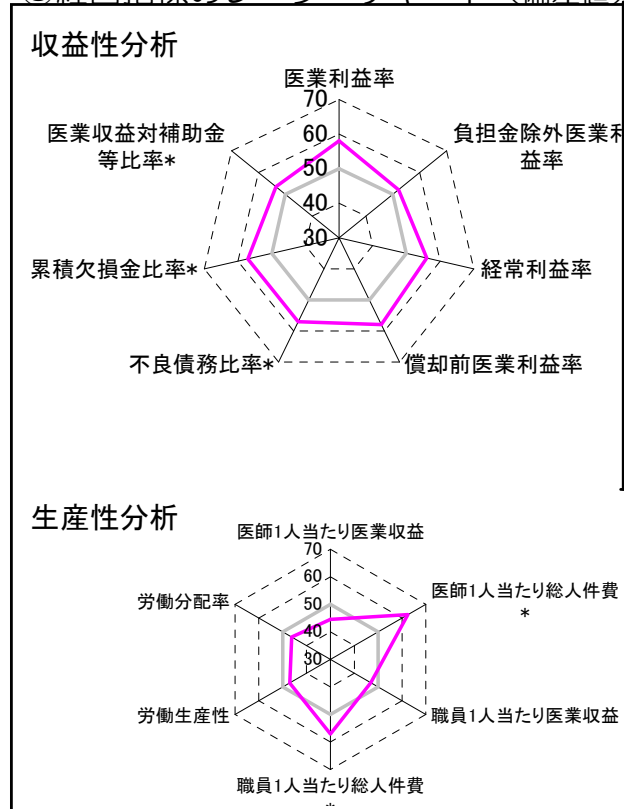 収益性分析
医業利益率
70
60
50
40
30
医業収益対補助金
等比率*
負担金除外医業利
益率
累積欠損金比率*
経常利益率
不良債務比率*
償却前医業利益率
生産性分析
医師1人当たり医業収益
70
60
50
40
30
労働分配率
医師1人当たり総人件費
*
労働生産性
職員1人当たり医業収益
職員1人当たり総人件費
*